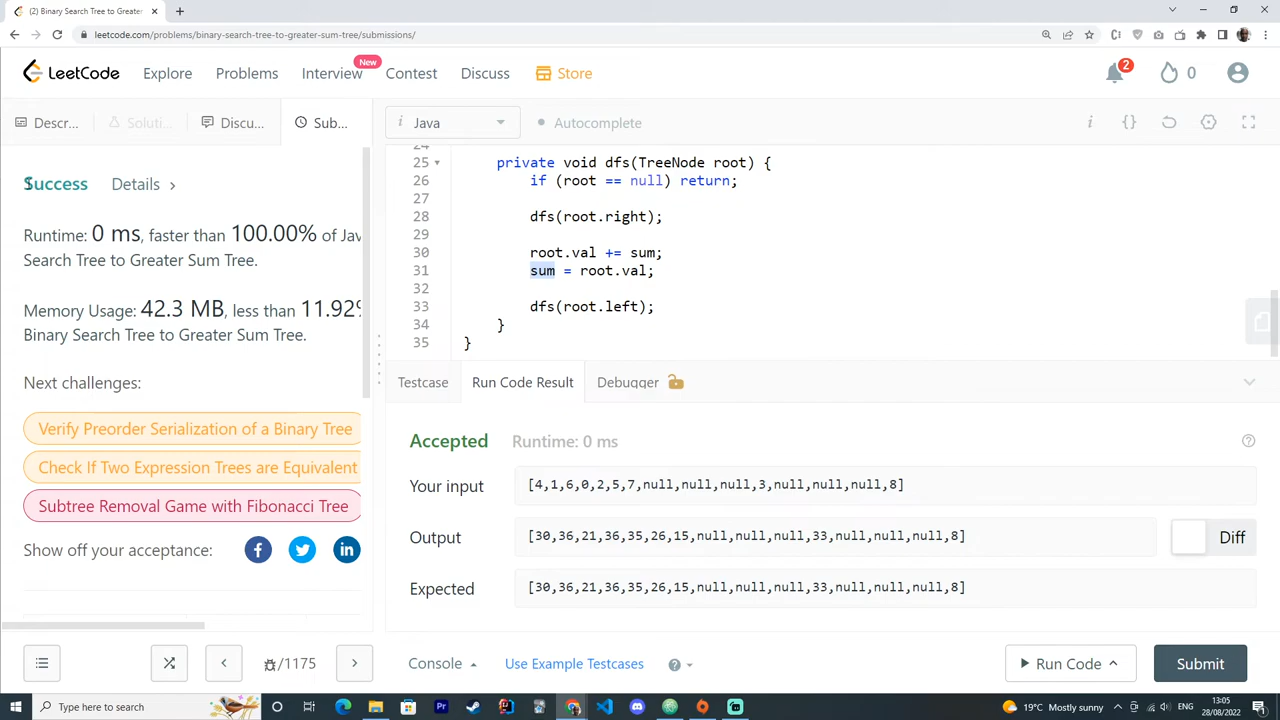 (2) Binary Search Tree to Greater
leetcode.com/problems/binary-search-tree-to-greater-sum-tree/submissions/
LeetCode
Explore
Problems
Interview
New
Contest
Discuss
Store
2
0
Descr...
Soluti...
Discu...
Sub...
i Java
Autocomplete
i
{}
Success
Details
Runtime: 0 ms, faster than 100.00% of Jav
Search Tree to Greater Sum Tree.
Memory Usage: 42.3 MB, less than 11.92%
Binary Search Tree to Greater Sum Tree.
Next challenges:
Verify Preorder Serialization of a Binary Tree
Check If Two Expression Trees are Equivalent
Subtree Removal Game with Fibonacci Tree
Show off your acceptance:
24
25 private void dfs(TreeNode root) {
26 if (root == null) return;
27
28 dfs(root.right);
29
30 root.val += sum;
31 sum = root.val;
32
33 dfs(root.left);
34 }
35 }
Testcase
Run Code Result
Debugger
Accepted
Runtime: 0 ms
Your input
[4,1,6,0,2,5,7,null,null,null,3,null,null,null,8]
Output
[30,36,21,36,35,26,15,null,null,null,33,null,null,null,8]
Diff
Expected
[30,36,21,36,35,26,15,null,null,null,33,null,null,null,8]
/1175
Console
Use Example Testcases
Run Code
Submit
Type here to search
19°C Mostly sunny
ENG
13:05
28/08/2022